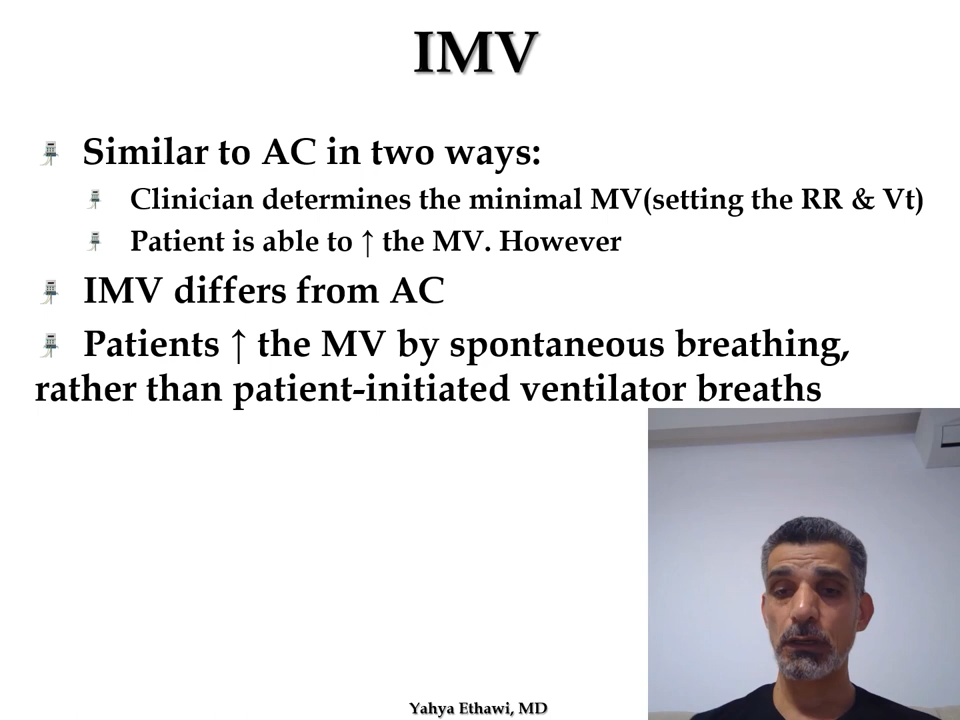 IMV
Similar to AC in two ways:
Clinician determines the minimal MV(setting the RR & Vt)
Patient is able to ↑ the MV. However
IMV differs from AC
Patients ↑ the MV by spontaneous breathing,
rather than patient-initiated ventilator breaths
Yahya Ethawi, MD